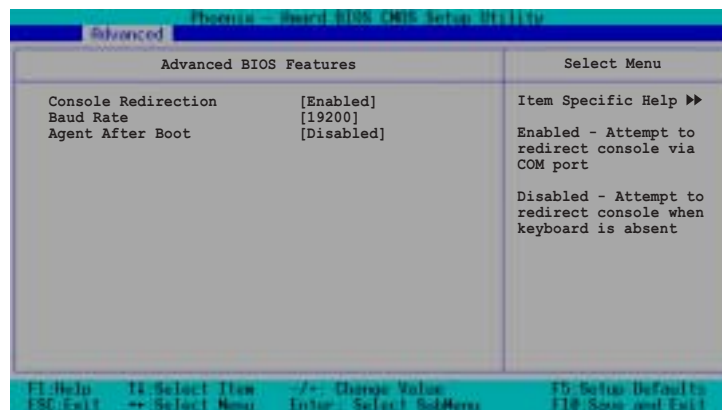 Phoenix - Award BIOS CMOS Setup Utility
Advanced
Advanced BIOS Features
Select Menu
Console Redirection [Enabled]
Baud Rate [19200]
Agent After Boot [Disabled]
Item Specific Help ▶▶
Enabled - Attempt to
redirect console via
COM port
Disabled - Attempt to
redirect console when
keyboard is absent
F1:Help ↑↓ Select Item -/+: Change Value F5:Setup Defaults
ESC:Exit ↔ Select Menu Enter: Select SubMenu F10:Save and Exit